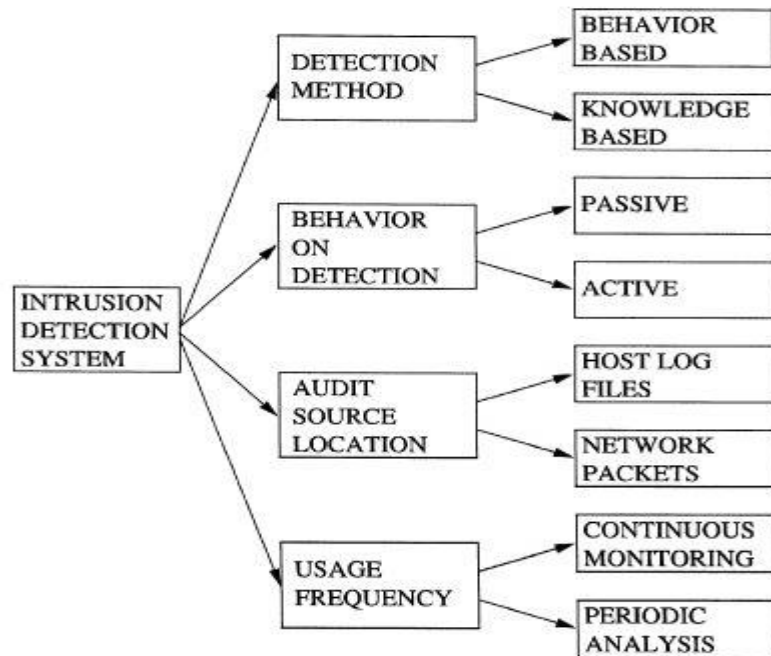 INTRUSION
DETECTION
SYSTEM
DETECTION
METHOD
BEHAVIOR
BASED
KNOWLEDGE
BASED
BEHAVIOR
ON
DETECTION
PASSIVE
ACTIVE
AUDIT
SOURCE
LOCATION
HOST LOG
FILES
NETWORK
PACKETS
USAGE
FREQUENCY
CONTINUOUS
MONITORING
PERIODIC
ANALYSIS